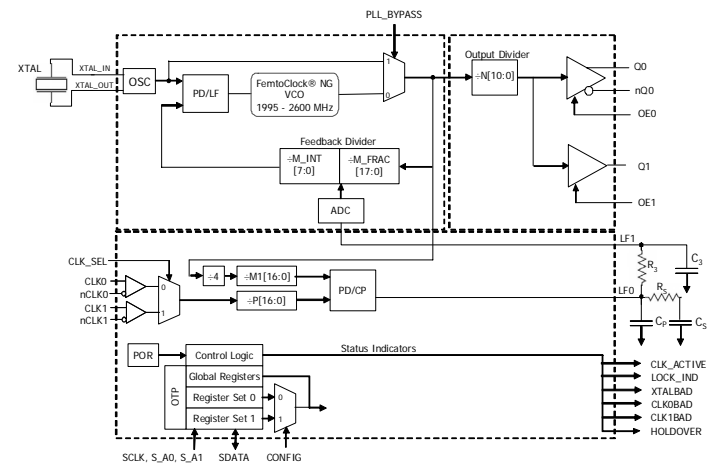 PLL_BYPASS
Output Divider
XTAL
XTAL_IN
XTAL_OUT
OSC
PD/LF
FemtoClock® NG
VCO
1995 - 2600 MHz
1
0
÷N[10:0]
Q0
nQ0
OE0
Feedback Divider
÷M_INT
[7:0]
÷M_FRAC
[17:0]
Q1
OE1
ADC
LF1
CLK_SEL
CLK0
nCLK0
CLK1
nCLK1
0
1
÷4
÷M1[16:0]
÷P[16:0]
PD/CP
R3
C3
LF0
RS
CP
CS
POR
Control Logic
Status Indicators
OTP
Global Registers
Register Set 0
Register Set 1
0
1
CLK_ACTIVE
LOCK_IND
XTALBAD
CLK0BAD
CLK1BAD
HOLDOVER
SCLK, S_A0, S_A1
SDATA
CONFIG